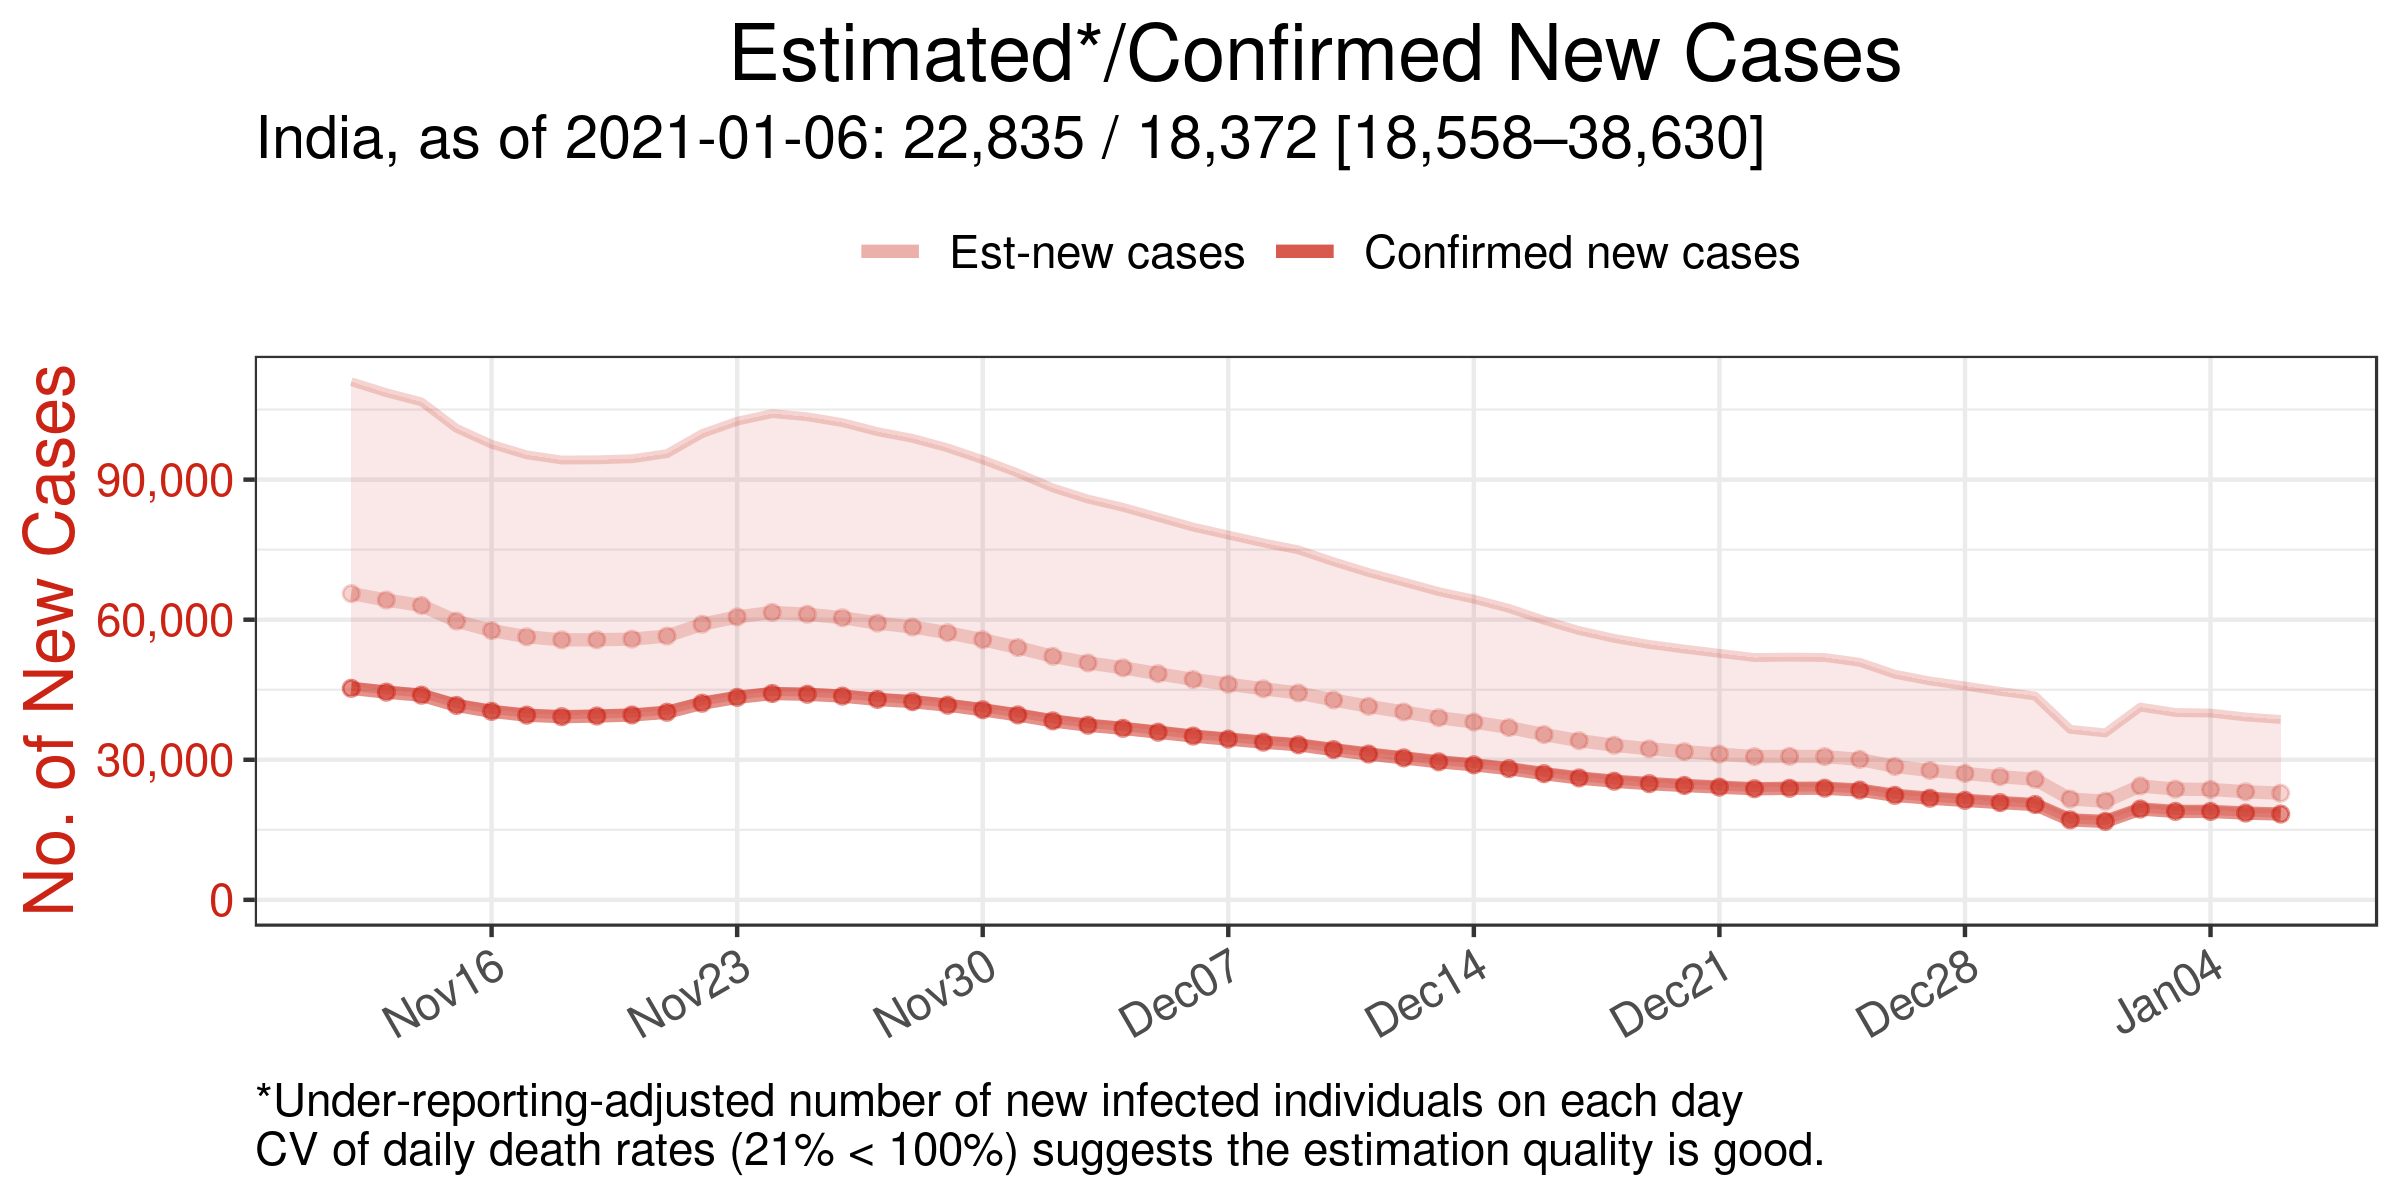 Estimated*/Confirmed New Cases
India, as of 2021-01-06: 22,835 / 18,372 [18,558–38,630]
Est-new cases
Confirmed new cases
No. of New Cases
90,000
60,000
30,000
0
Nov16
Nov23
Nov30
Dec07
Dec14
Dec21
Dec28
Jan04
*Under-reporting-adjusted number of new infected individuals on each day
CV of daily death rates (21% < 100%) suggests the estimation quality is good.